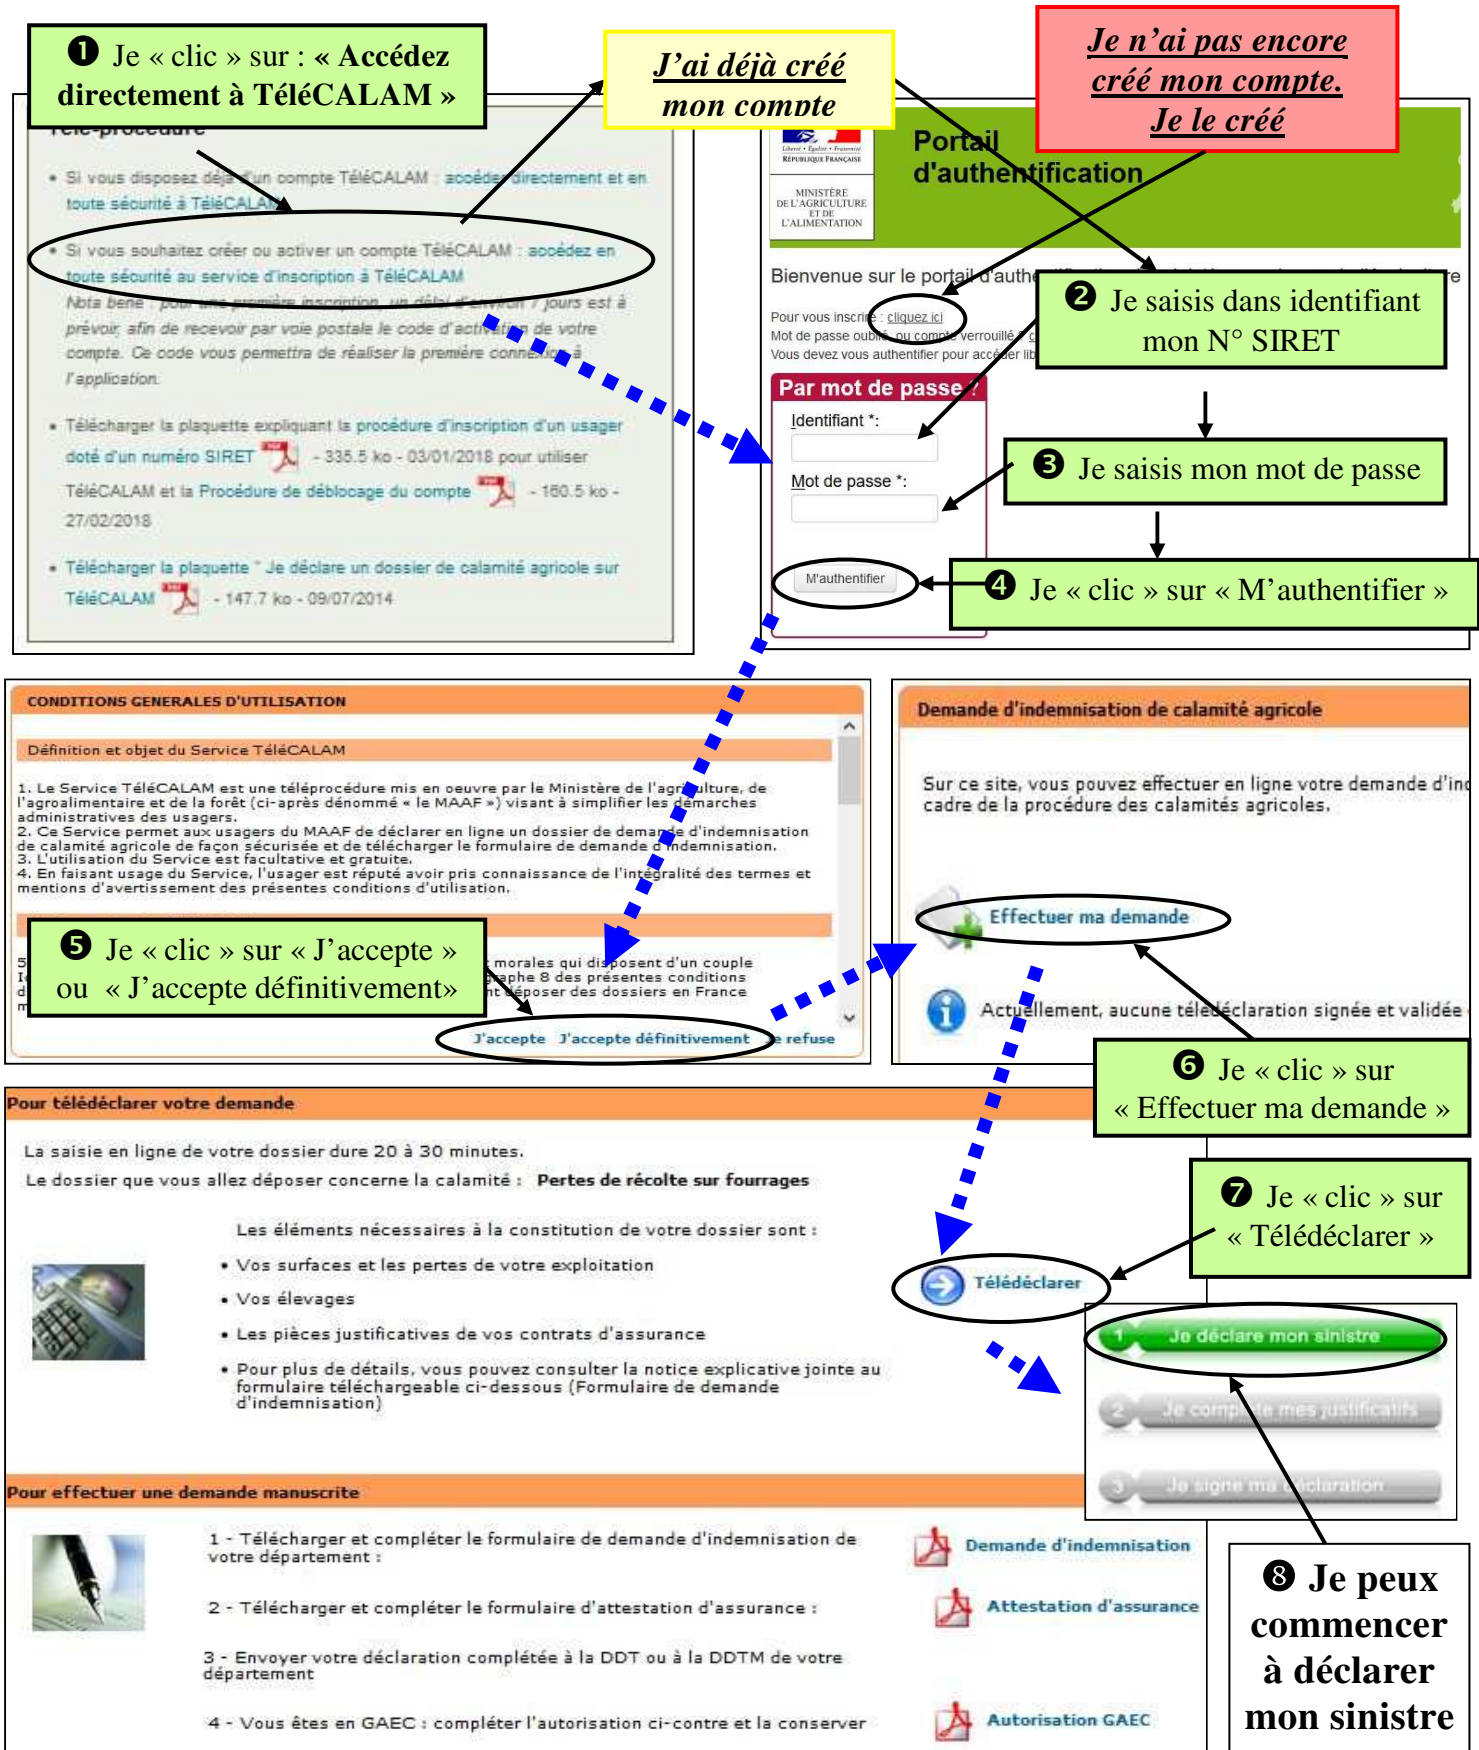 ❶ Je « clic » sur : « Accédez
directement à TéléCALAM »
J'ai déjà créé
mon compte
Je n'ai pas encore
créé mon compte.
Je le créé
Télé-procédure
• Si vous disposez déjà d'un compte TéléCALAM : accéder directement et en
toute sécurité à TéléCALAM
• Si vous souhaitez créer ou activer un compte TéléCALAM : accédez en
toute sécurité au service d'inscription à TéléCALAM
Nota bene : pour une première inscription, un délai d'environ 7 jours est à
prévoir, afin de recevoir par voie postale le code d'activation de votre
compte. Ce code vous permettra de réaliser la première connexion à
l'application.
• Télécharger la plaquette expliquant la procédure d'inscription d'un usager
doté d'un numéro SIRET - 335.5 ko - 03/01/2018 pour utiliser
TéléCALAM et la Procédure de déblocage du compte - 160.5 ko -
27/02/2018
• Télécharger la plaquette " Je déclare un dossier de calamité agricole sur
TéléCALAM - 147.7 ko - 09/07/2014
Liberté • Égalité • Fraternité
RÉPUBLIQUE FRANÇAISE
MINISTÈRE
DE L'AGRICULTURE
ET DE
L'ALIMENTATION
Portail
d'authentification
Bienvenue sur le portail d'authe
Pour vous inscrire : cliquez ici
Mot de passe oublié, ou compte verrouillé ? c
Vous devez vous authentifier pour accéder lib
❷ Je saisis dans identifiant
mon N° SIRET
Par mot de passe ?
Identifiant *:
Mot de passe *:
M'authentifier
❸ Je saisis mon mot de passe
❹ Je « clic » sur « M'authentifier »
CONDITIONS GENERALES D'UTILISATION
Définition et objet du Service TéléCALAM
1. Le Service TéléCALAM est une téléprocédure mis en oeuvre par le Ministère de l'agriculture, de
l'agroalimentaire et de la forêt (ci-après dénommé « le MAAF ») visant à simplifier les démarches
administratives des usagers.
2. Ce Service permet aux usagers du MAAF de déclarer en ligne un dossier de demande d'indemnisation
de calamité agricole de façon sécurisée et de télécharger le formulaire de demande d'indemnisation.
3. L'utilisation du Service est facultative et gratuite.
4. En faisant usage du Service, l'usager est réputé avoir pris connaissance de l'intégralité des termes et
mentions d'avertissement des présentes conditions d'utilisation.
❺ Je « clic » sur « J'accepte »
ou « J'accepte définitivement»
morales qui disposent d'un couple
graphe 8 des présentes conditions
nt déposer des dossiers en France
J'accepte J'accepte définitivement Je refuse
Demande d'indemnisation de calamité agricole
Sur ce site, vous pouvez effectuer en ligne votre demande d'ind
cadre de la procédure des calamités agricoles.
Effectuer ma demande
Actuellement, aucune télédéclaration signée et validée
❻ Je « clic » sur
« Effectuer ma demande »
Pour télédéclarer votre demande
La saisie en ligne de votre dossier dure 20 à 30 minutes.
Le dossier que vous allez déposer concerne la calamité : Pertes de récolte sur fourrages
Les éléments nécessaires à la constitution de votre dossier sont :
• Vos surfaces et les pertes de votre exploitation
• Vos élevages
• Les pièces justificatives de vos contrats d'assurance
• Pour plus de détails, vous pouvez consulter la notice explicative jointe au
formulaire téléchargeable ci-dessous (Formulaire de demande
d'indemnisation)
Télédéclarer
❼ Je « clic » sur
« Télédéclarer »
1 Je déclare mon sinistre
2 Je complète mes justificatifs
3 Je signe ma déclaration
Pour effectuer une demande manuscrite
1 - Télécharger et compléter le formulaire de demande d'indemnisation de
votre département :
Demande d'indemnisation
2 - Télécharger et compléter le formulaire d'attestation d'assurance :
Attestation d'assurance
3 - Envoyer votre déclaration complétée à la DDT ou à la DDTM de votre
département
4 - Vous êtes en GAEC : compléter l'autorisation ci-contre et la conserver
Autorisation GAEC
❽ Je peux
commencer
à déclarer
mon sinistre